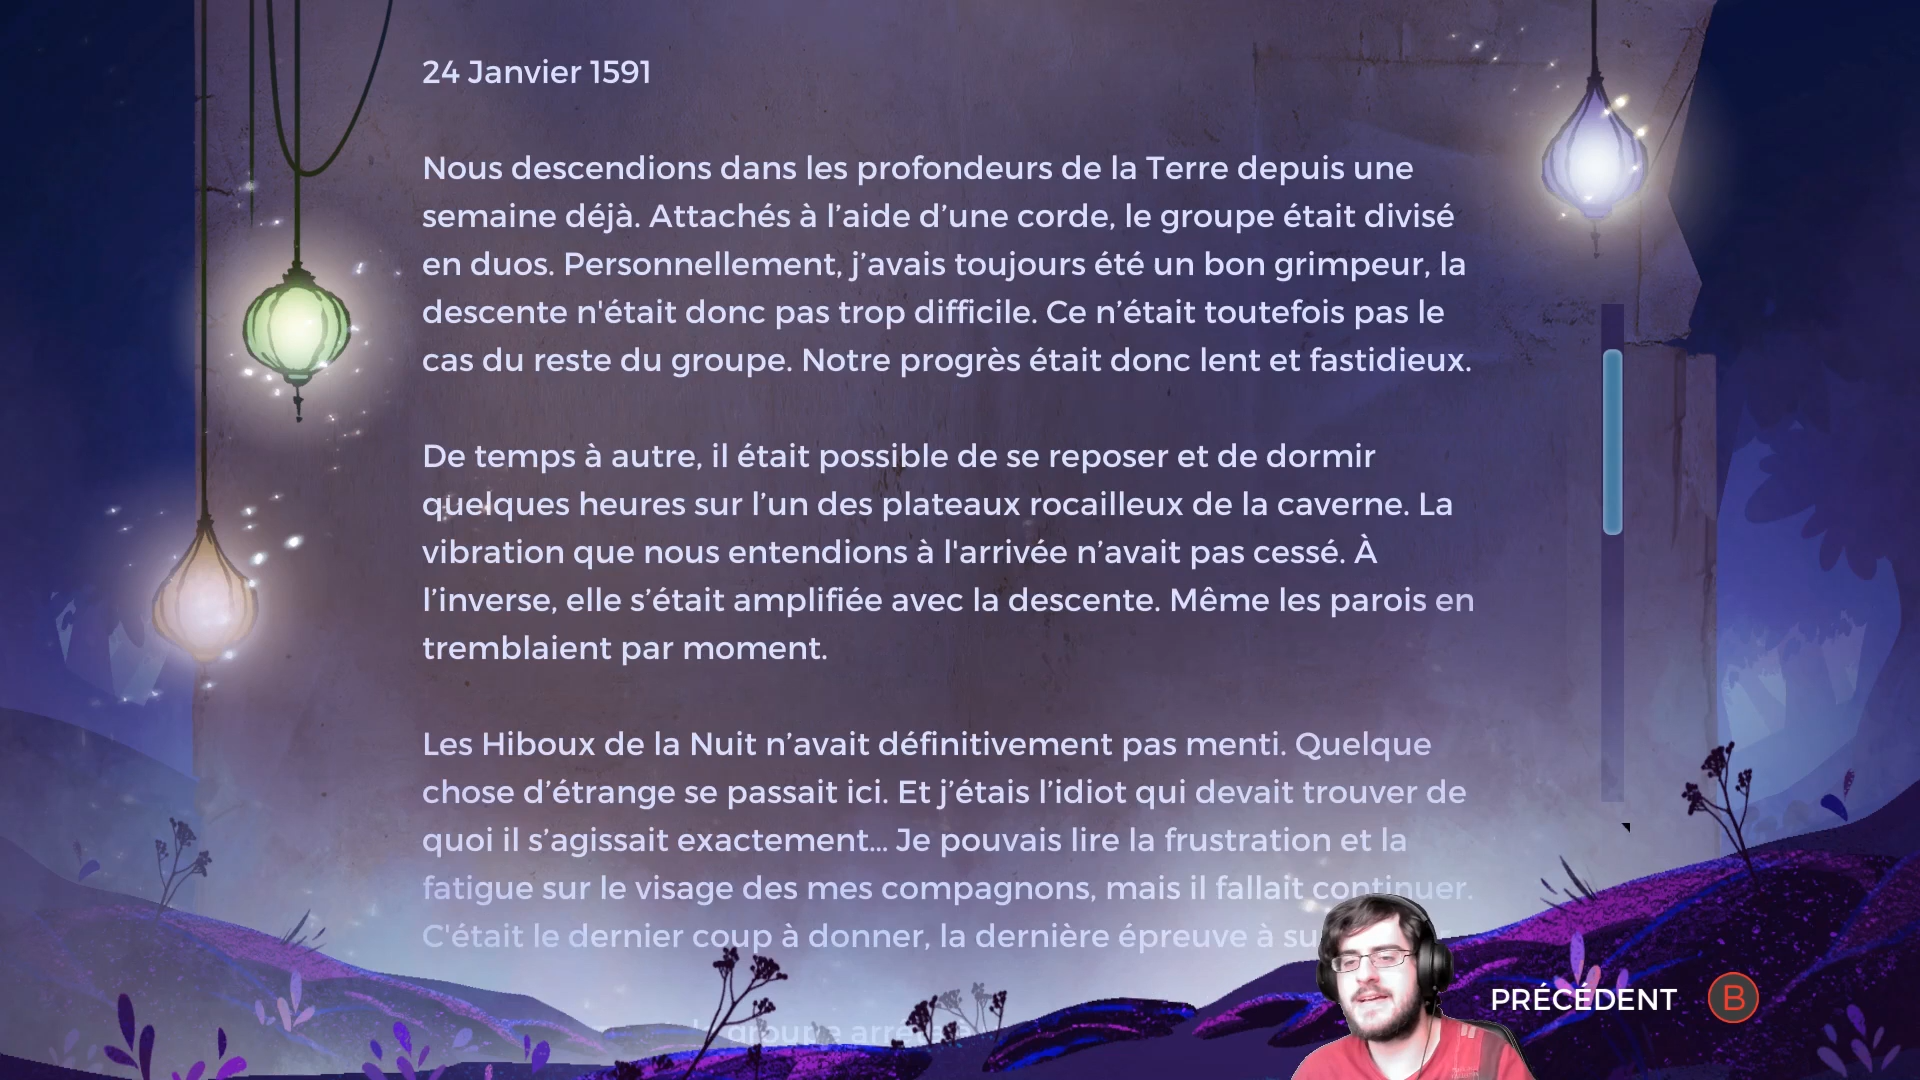 24 Janvier 1591
Nous descendions dans les profondeurs de la Terre depuis une
semaine déjà. Attachés à l’aide d’une corde, le groupe était divisé
en duos. Personnellement, j’avais toujours été un bon grimpeur, la
descente n'était donc pas trop difficile. Ce n’était toutefois pas le
cas du reste du groupe. Notre progrès était donc lent et fastidieux.
De temps à autre, il était possible de se reposer et de dormir
quelques heures sur l’un des plateaux rocailleux de la caverne. La
vibration que nous entendions à l'arrivée n’avait pas cessé. À
l’inverse, elle s’était amplifiée avec la descente. Même les parois en
tremblaient par moment.
Les Hiboux de la Nuit n’avait définitivement pas menti. Quelque
chose d’étrange se passait ici. Et j’étais l’idiot qui devait trouver de
quoi il s’agissait exactement... Je pouvais lire la frustration et la
fatigue sur le visage des mes compagnons, mais il fallait continuer.
C'était le dernier coup à donner, la dernière épreuve à
PRÉCÉDENT B